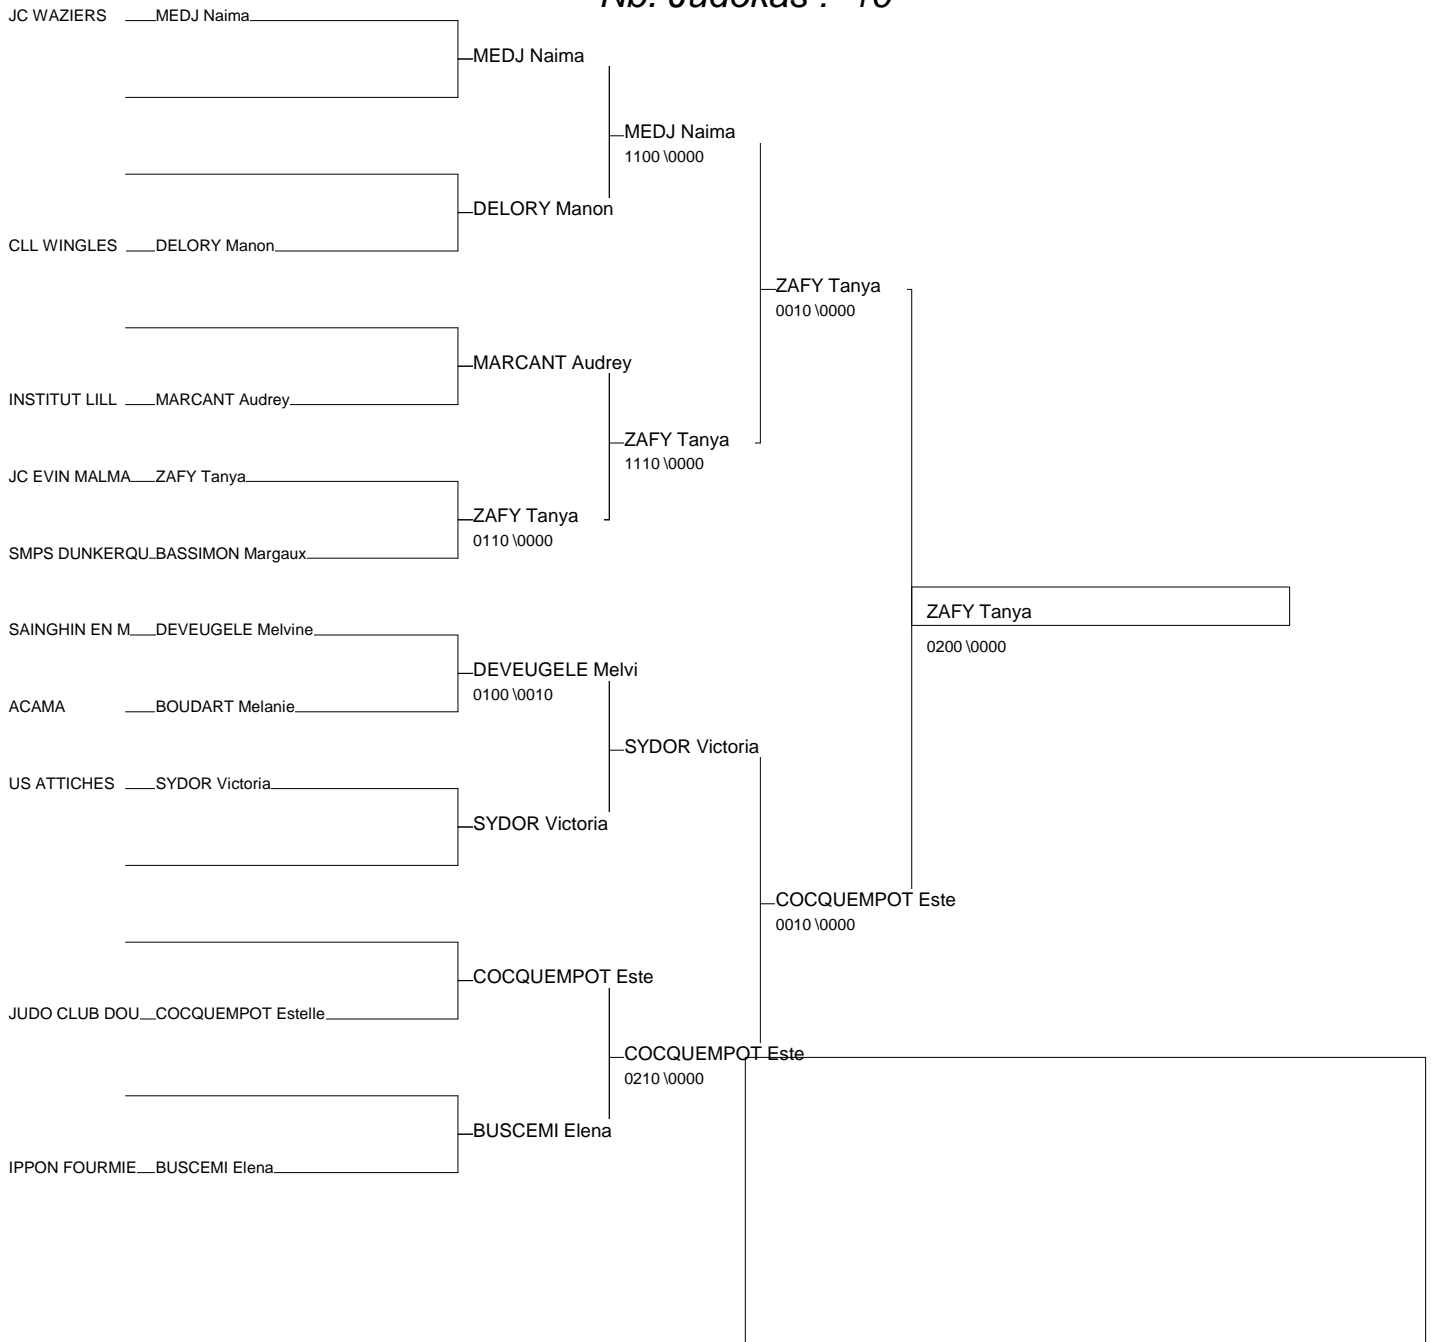 Nb. Judokas : 10
JC WAZIERS MEDJ Naima
MEDJ Naima
MEDJ Naima
1100 \0000
DELORY Manon
CLL WINGLES DELORY Manon
ZAFY Tanya
0010 \0000
MARCANT Audrey
INSTITUT LILL MARCANT Audrey
ZAFY Tanya
1110 \0000
JC EVIN MALMA ZAFY Tanya
ZAFY Tanya
0110 \0000
SMPS DUNKERQU BASSIMON Margaux
ZAFY Tanya
0200 \0000
SAINGHIN EN M DEVEUGELE Melvine
DEVEUGELE Melvi
0100 \0010
ACAMA BOUDART Melanie
SYDOR Victoria
US ATTICHES SYDOR Victoria
SYDOR Victoria
COCQUEMPOT Este
0010 \0000
COCQUEMPOT Este
JUDO CLUB DOU COCQUEMPOT Estelle
COCQUEMPOT Este
0210 \0000
BUSCEMI Elena
IPPON FOURMIE BUSCEMI Elena